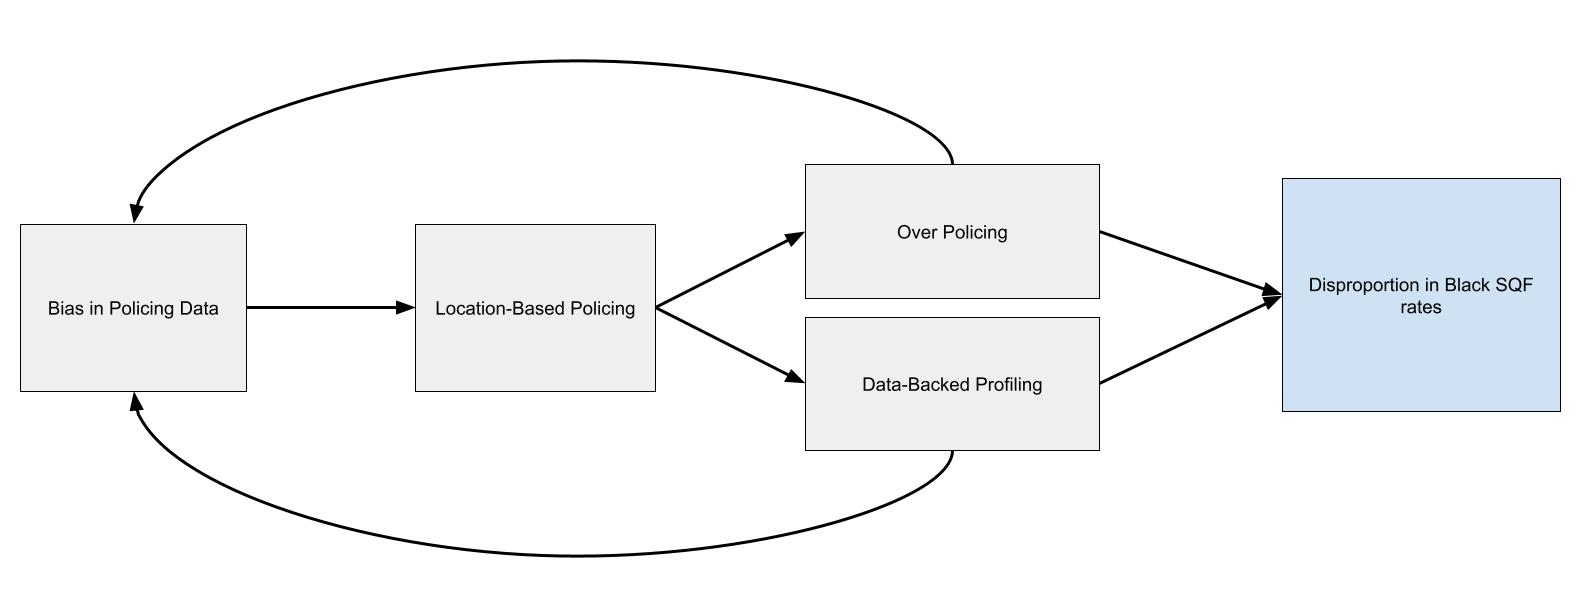 Bias in Policing Data
Location-Based Policing
Over Policing
Data-Backed Profiling
Disproportion in Black SQF
rates